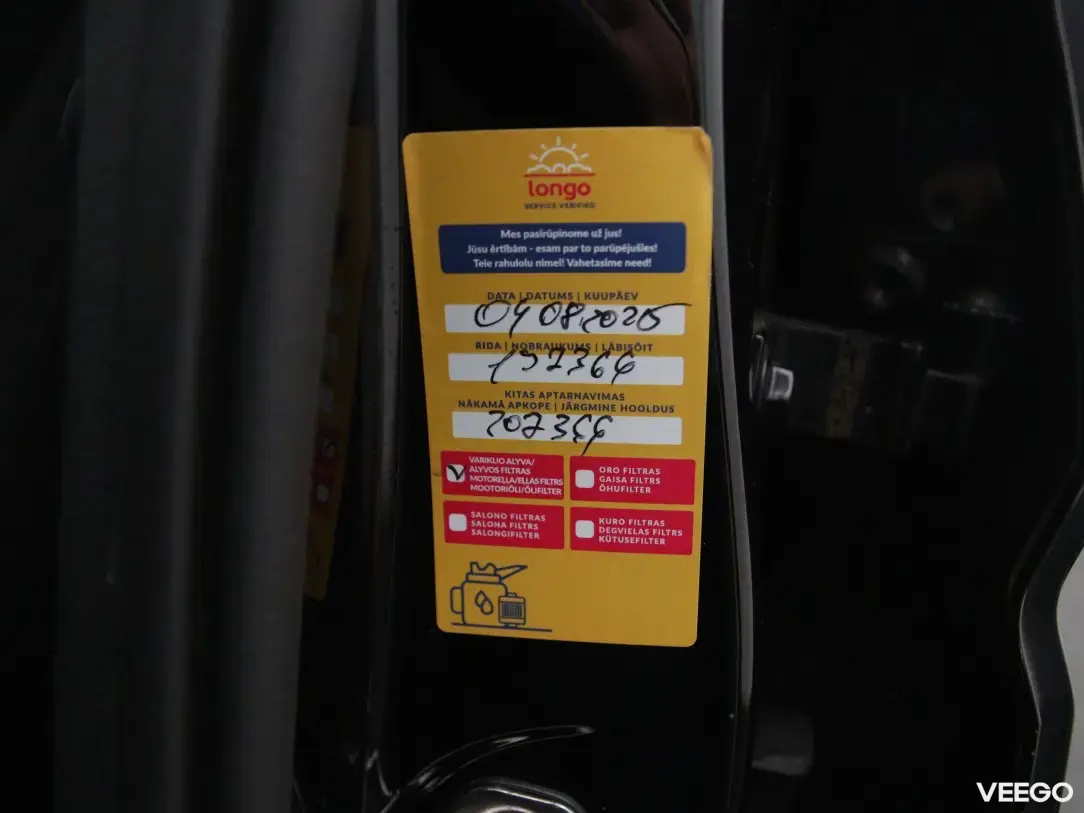 longo
SERVICE VERIFIED
Mes pasirūpinome už jus!
Jūsu ērtībām - esam par to parūpējušies!
Teie rahulolu nimel! Vahetasime need!
DATA | DATUMS | KUUPÄEV
04 08.2025
RIDA | NOBRAUKUMS | LÄBISÕIT
197364
KITAS APTARNAVIMAS
NĀKAMĀ APKOPE | JÄRGMINE HOOLDUS
207364
VARIKLIO ALYVA/
ALYVOS FILTRAS
MOTORELLA/ELLAS FILTRS
MOOTORIÕLI/ÕLIFILTER
ORO FILTRAS
GAISA FILTRS
ÕHUFILTER
SALONO FILTRAS
SALONA FILTRS
SALONGIFILTER
KURO FILTRAS
DEGVIELAS FILTRS
KÜTUSEFILTER
VEEGO